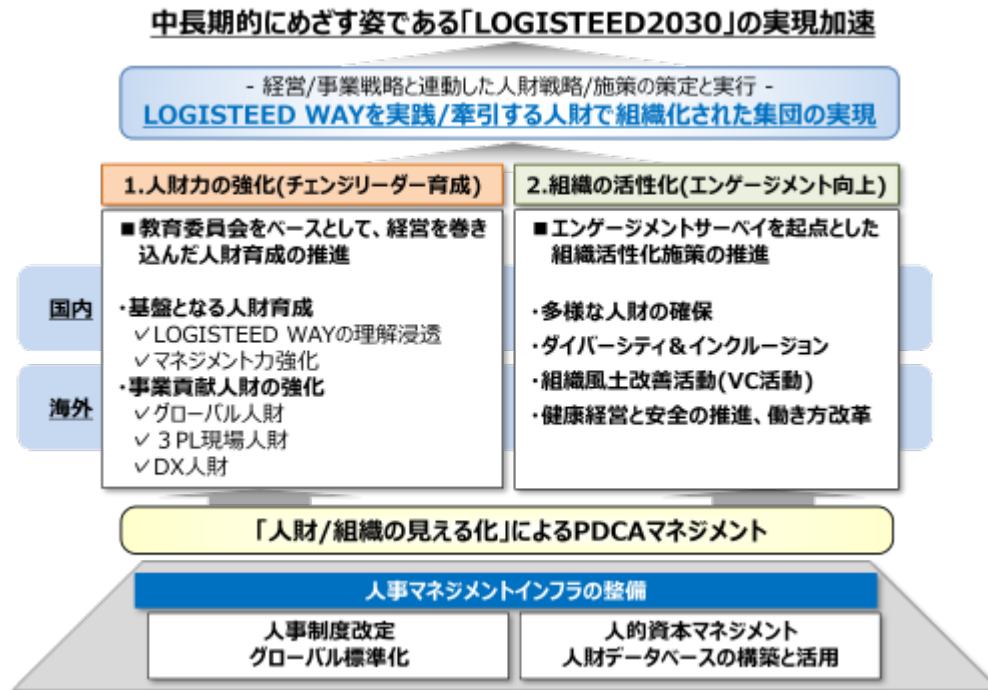 中長期的にめざす姿である「LOGISTEED2030」の実現加速
- 経営/事業戦略と連動した人財戦略/施策の策定と実行 -
LOGISTEED WAYを実践/牽引する人財で組織化された集団の実現
1.人財力の強化(チェンジリーダー育成)
■教育委員会をベースとして、経営を巻き
込んだ人財育成の推進
・基盤となる人財育成
✓LOGISTEED WAYの理解浸透
✓マネジメント力強化
・事業貢献人財の強化
✓グローバル人財
✓３PL現場人財
✓DX人財
2.組織の活性化(エンゲージメント向上)
■エンゲージメントサーベイを起点とした
組織活性化施策の推進
・多様な人財の確保
・ダイバーシティ＆インクルージョン
・組織風土改善活動(VC活動)
・健康経営と安全の推進、働き方改革
国内
海外
「人財/組織の見える化」によるPDCAマネジメント
人事マネジメントインフラの整備
人事制度改定
グローバル標準化
人的資本マネジメント
人財データベースの構築と活用